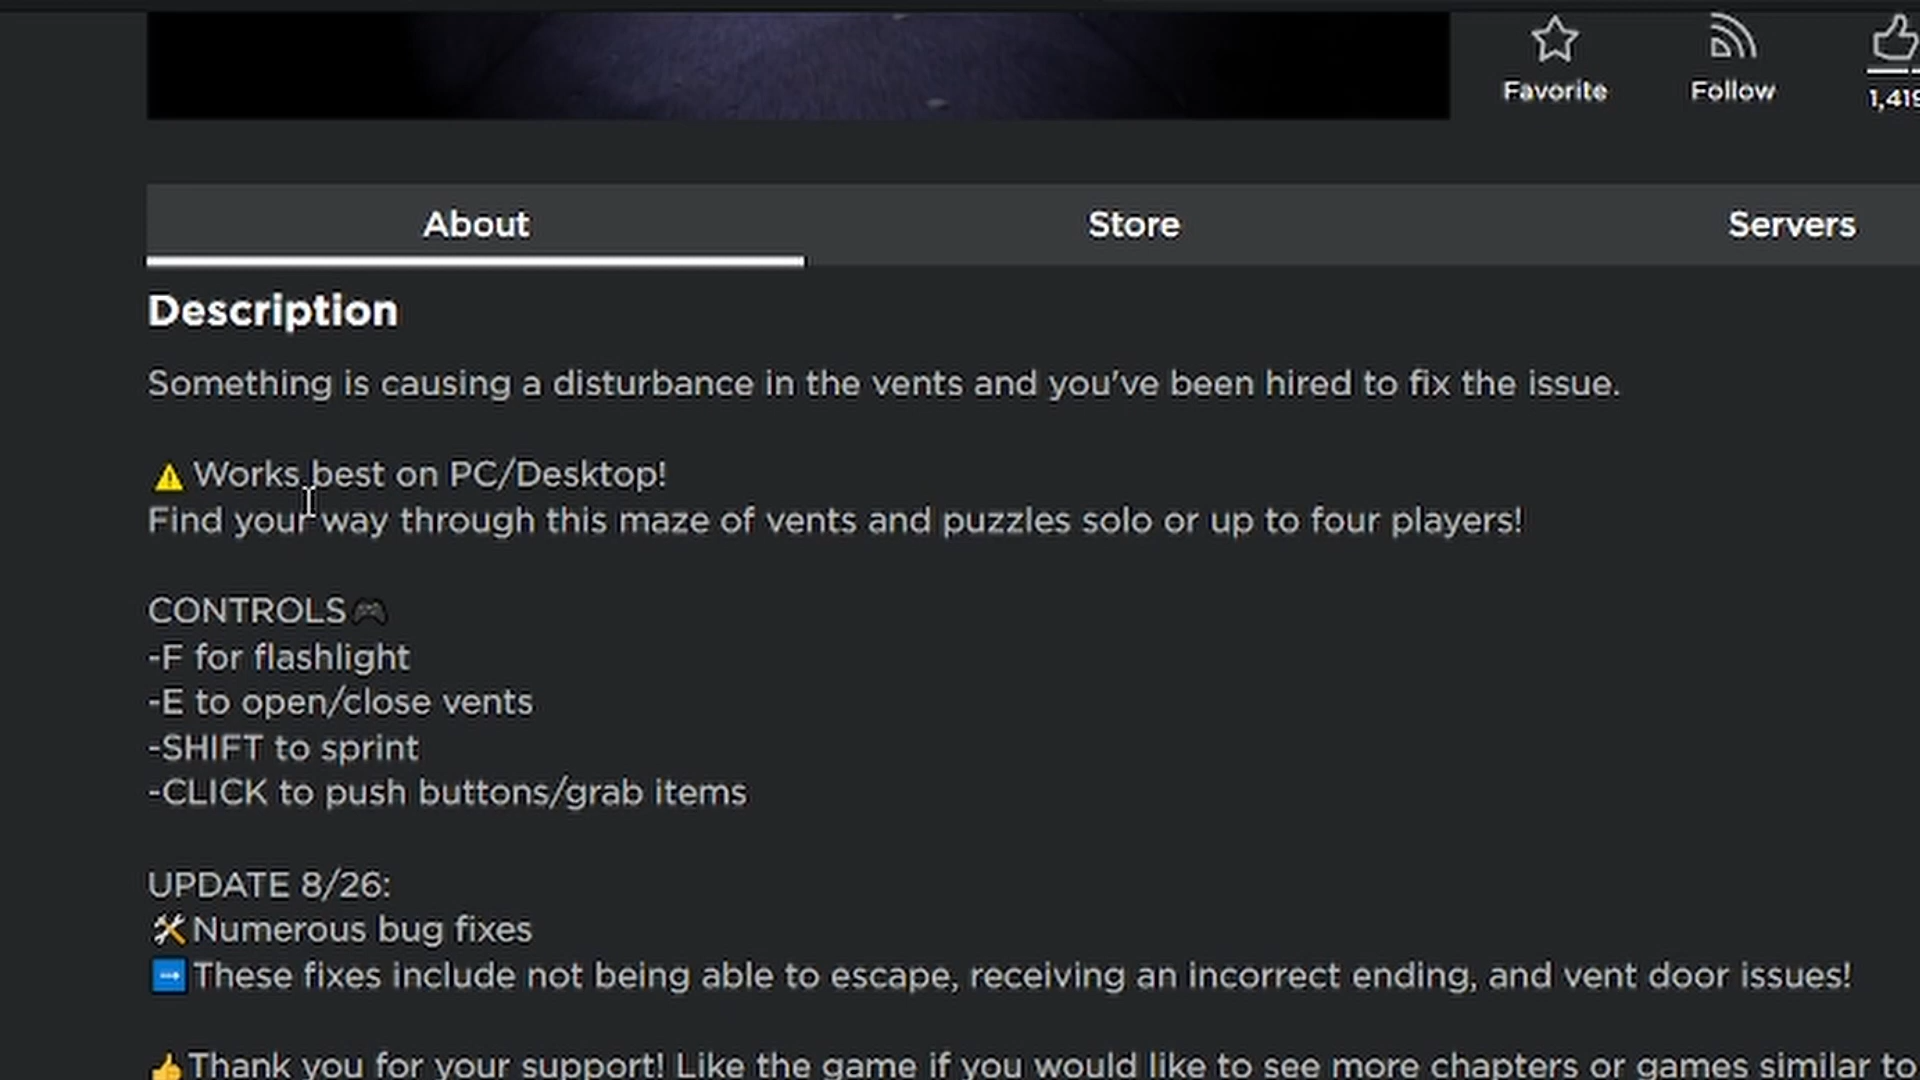 Favorite
Follow
1,419
About
Store
Servers
Description
Something is causing a disturbance in the vents and you've been hired to fix the issue.
⚠️Works best on PC/Desktop!
Find your way through this maze of vents and puzzles solo or up to four players!
CONTROLS🎮
-F for flashlight
-E to open/close vents
-SHIFT to sprint
-CLICK to push buttons/grab items
UPDATE 8/26:
🛠️Numerous bug fixes
➡️These fixes include not being able to escape, receiving an incorrect ending, and vent door issues!
👍Thank you for your support! Like the game if you would like to see more chapters or games similar to